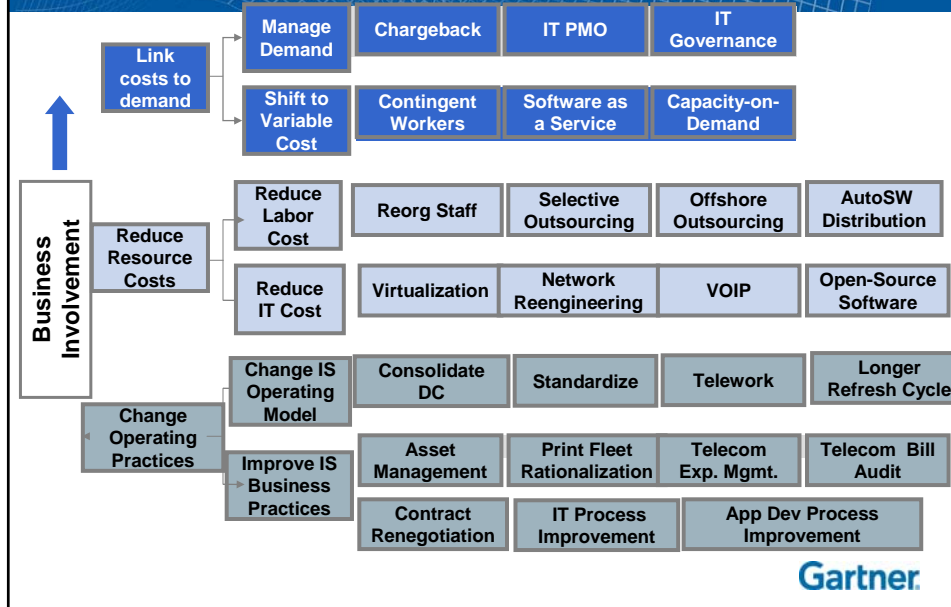 Manage
Demand
Chargeback
IT PMO
IT
Governance
Link
costs to
demand
Shift to
Variable
Cost
Contingent
Workers
Software as
a Service
Capacity-on-
Demand
Business
Involvement
Reduce
Resource
Costs
Reduce
Labor
Cost
Reorg Staff
Selective
Outsourcing
Offshore
Outsourcing
AutoSW
Distribution
Reduce
IT Cost
Virtualization
Network
Reengineering
VOIP
Open-Source
Software
Change
Operating
Practices
Change IS
Operating
Model
Consolidate
DC
Standardize
Telework
Longer
Refresh Cycle
Improve IS
Business
Practices
Asset
Management
Print Fleet
Rationalization
Telecom
Exp. Mgmt.
Telecom Bill
Audit
Contract
Renegotiation
IT Process
Improvement
App Dev Process
Improvement
Gartner